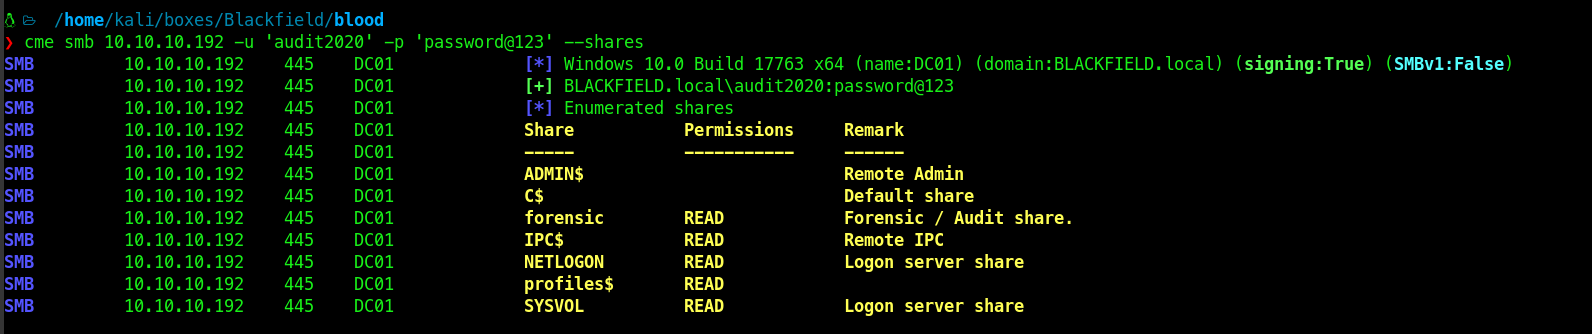 /home/kali/boxes/Blackfield/blood
❯ cme smb 10.10.10.192 -u 'audit2020' -p 'password@123' --shares
SMB         10.10.10.192    445    DC01             [*] Windows 10.0 Build 17763 x64 (name:DC01) (domain:BLACKFIELD.local) (signing:True) (SMBv1:False)
SMB         10.10.10.192    445    DC01             [+] BLACKFIELD.local\audit2020:password@123
SMB         10.10.10.192    445    DC01             [*] Enumerated shares
SMB         10.10.10.192    445    DC01             Share           Permissions     Remark
SMB         10.10.10.192    445    DC01             -----           -----------     ------
SMB         10.10.10.192    445    DC01             ADMIN$                          Remote Admin
SMB         10.10.10.192    445    DC01             C$                              Default share
SMB         10.10.10.192    445    DC01             forensic        READ            Forensic / Audit share.
SMB         10.10.10.192    445    DC01             IPC$            READ            Remote IPC
SMB         10.10.10.192    445    DC01             NETLOGON        READ            Logon server share
SMB         10.10.10.192    445    DC01             profiles$       READ
SMB         10.10.10.192    445    DC01             SYSVOL          READ            Logon server share